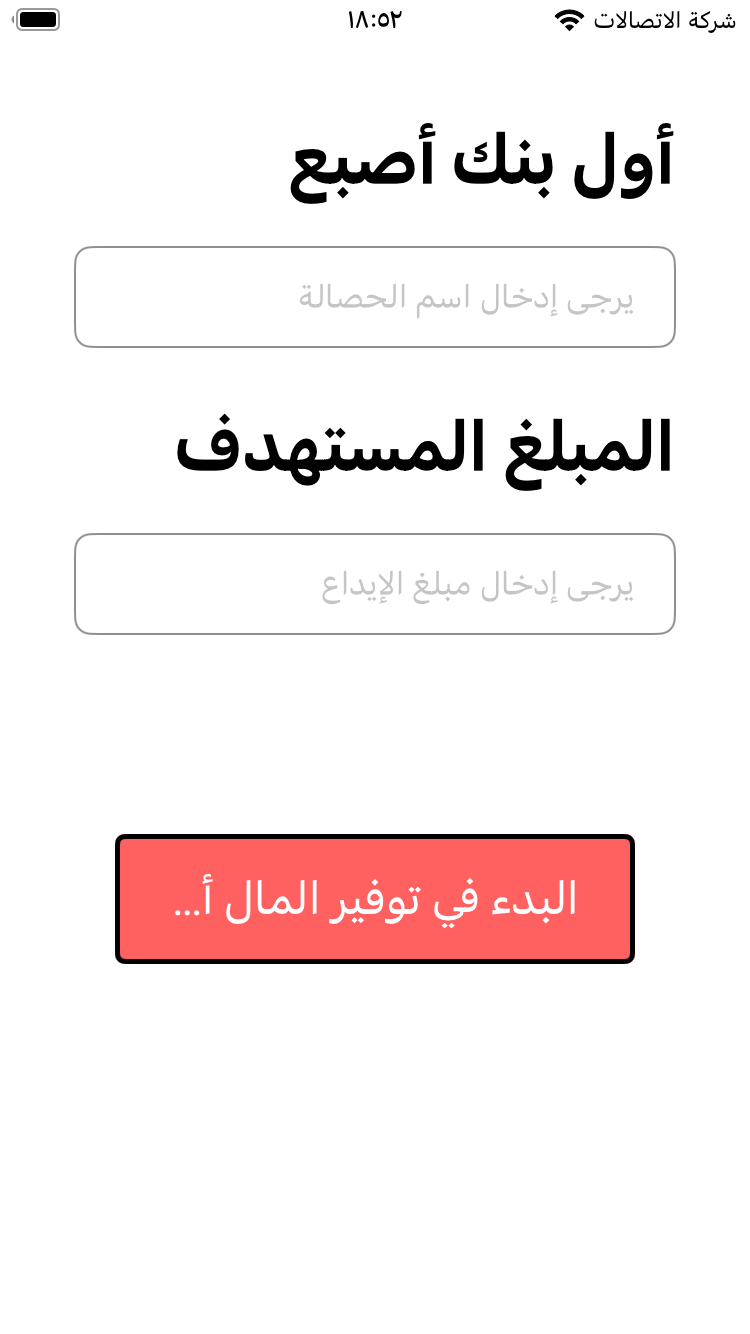 شركة الاتصالات ١٨:٥٢
أول بنك أصبع
يرجى إدخال اسم الحصالة
المبلغ المستهدف
يرجى إدخال مبلغ الإيداع
البدء في توفير المال أ...